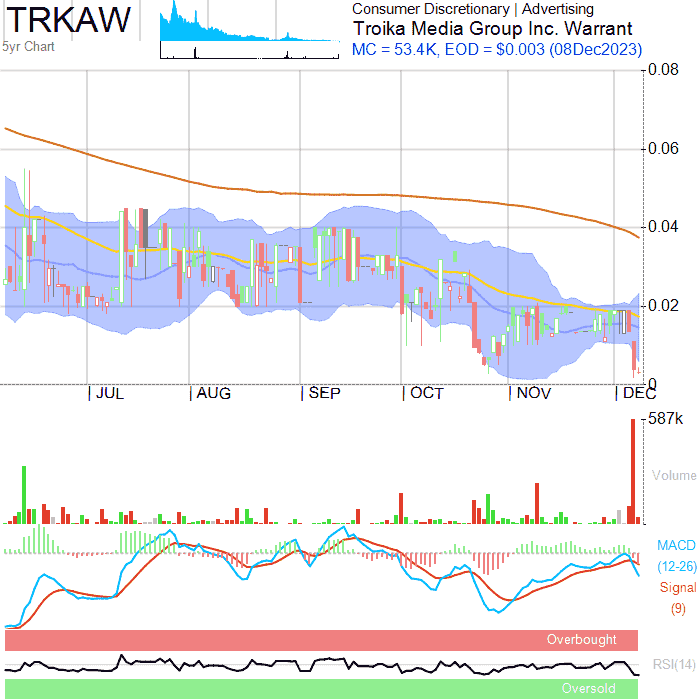 TRKAW
5yr Chart
Consumer Discretionary | Advertising
Troika Media Group Inc. Warrant
MC = 53.4K, EOD = $0.003 (08Dec2023)
0.08
0.06
0.04
0.02
0
JUL AUG SEP OCT NOV DEC
587k
Volume
MACD
(12-26)
Signal
(9)
Overbought
RSI(14)
Oversold